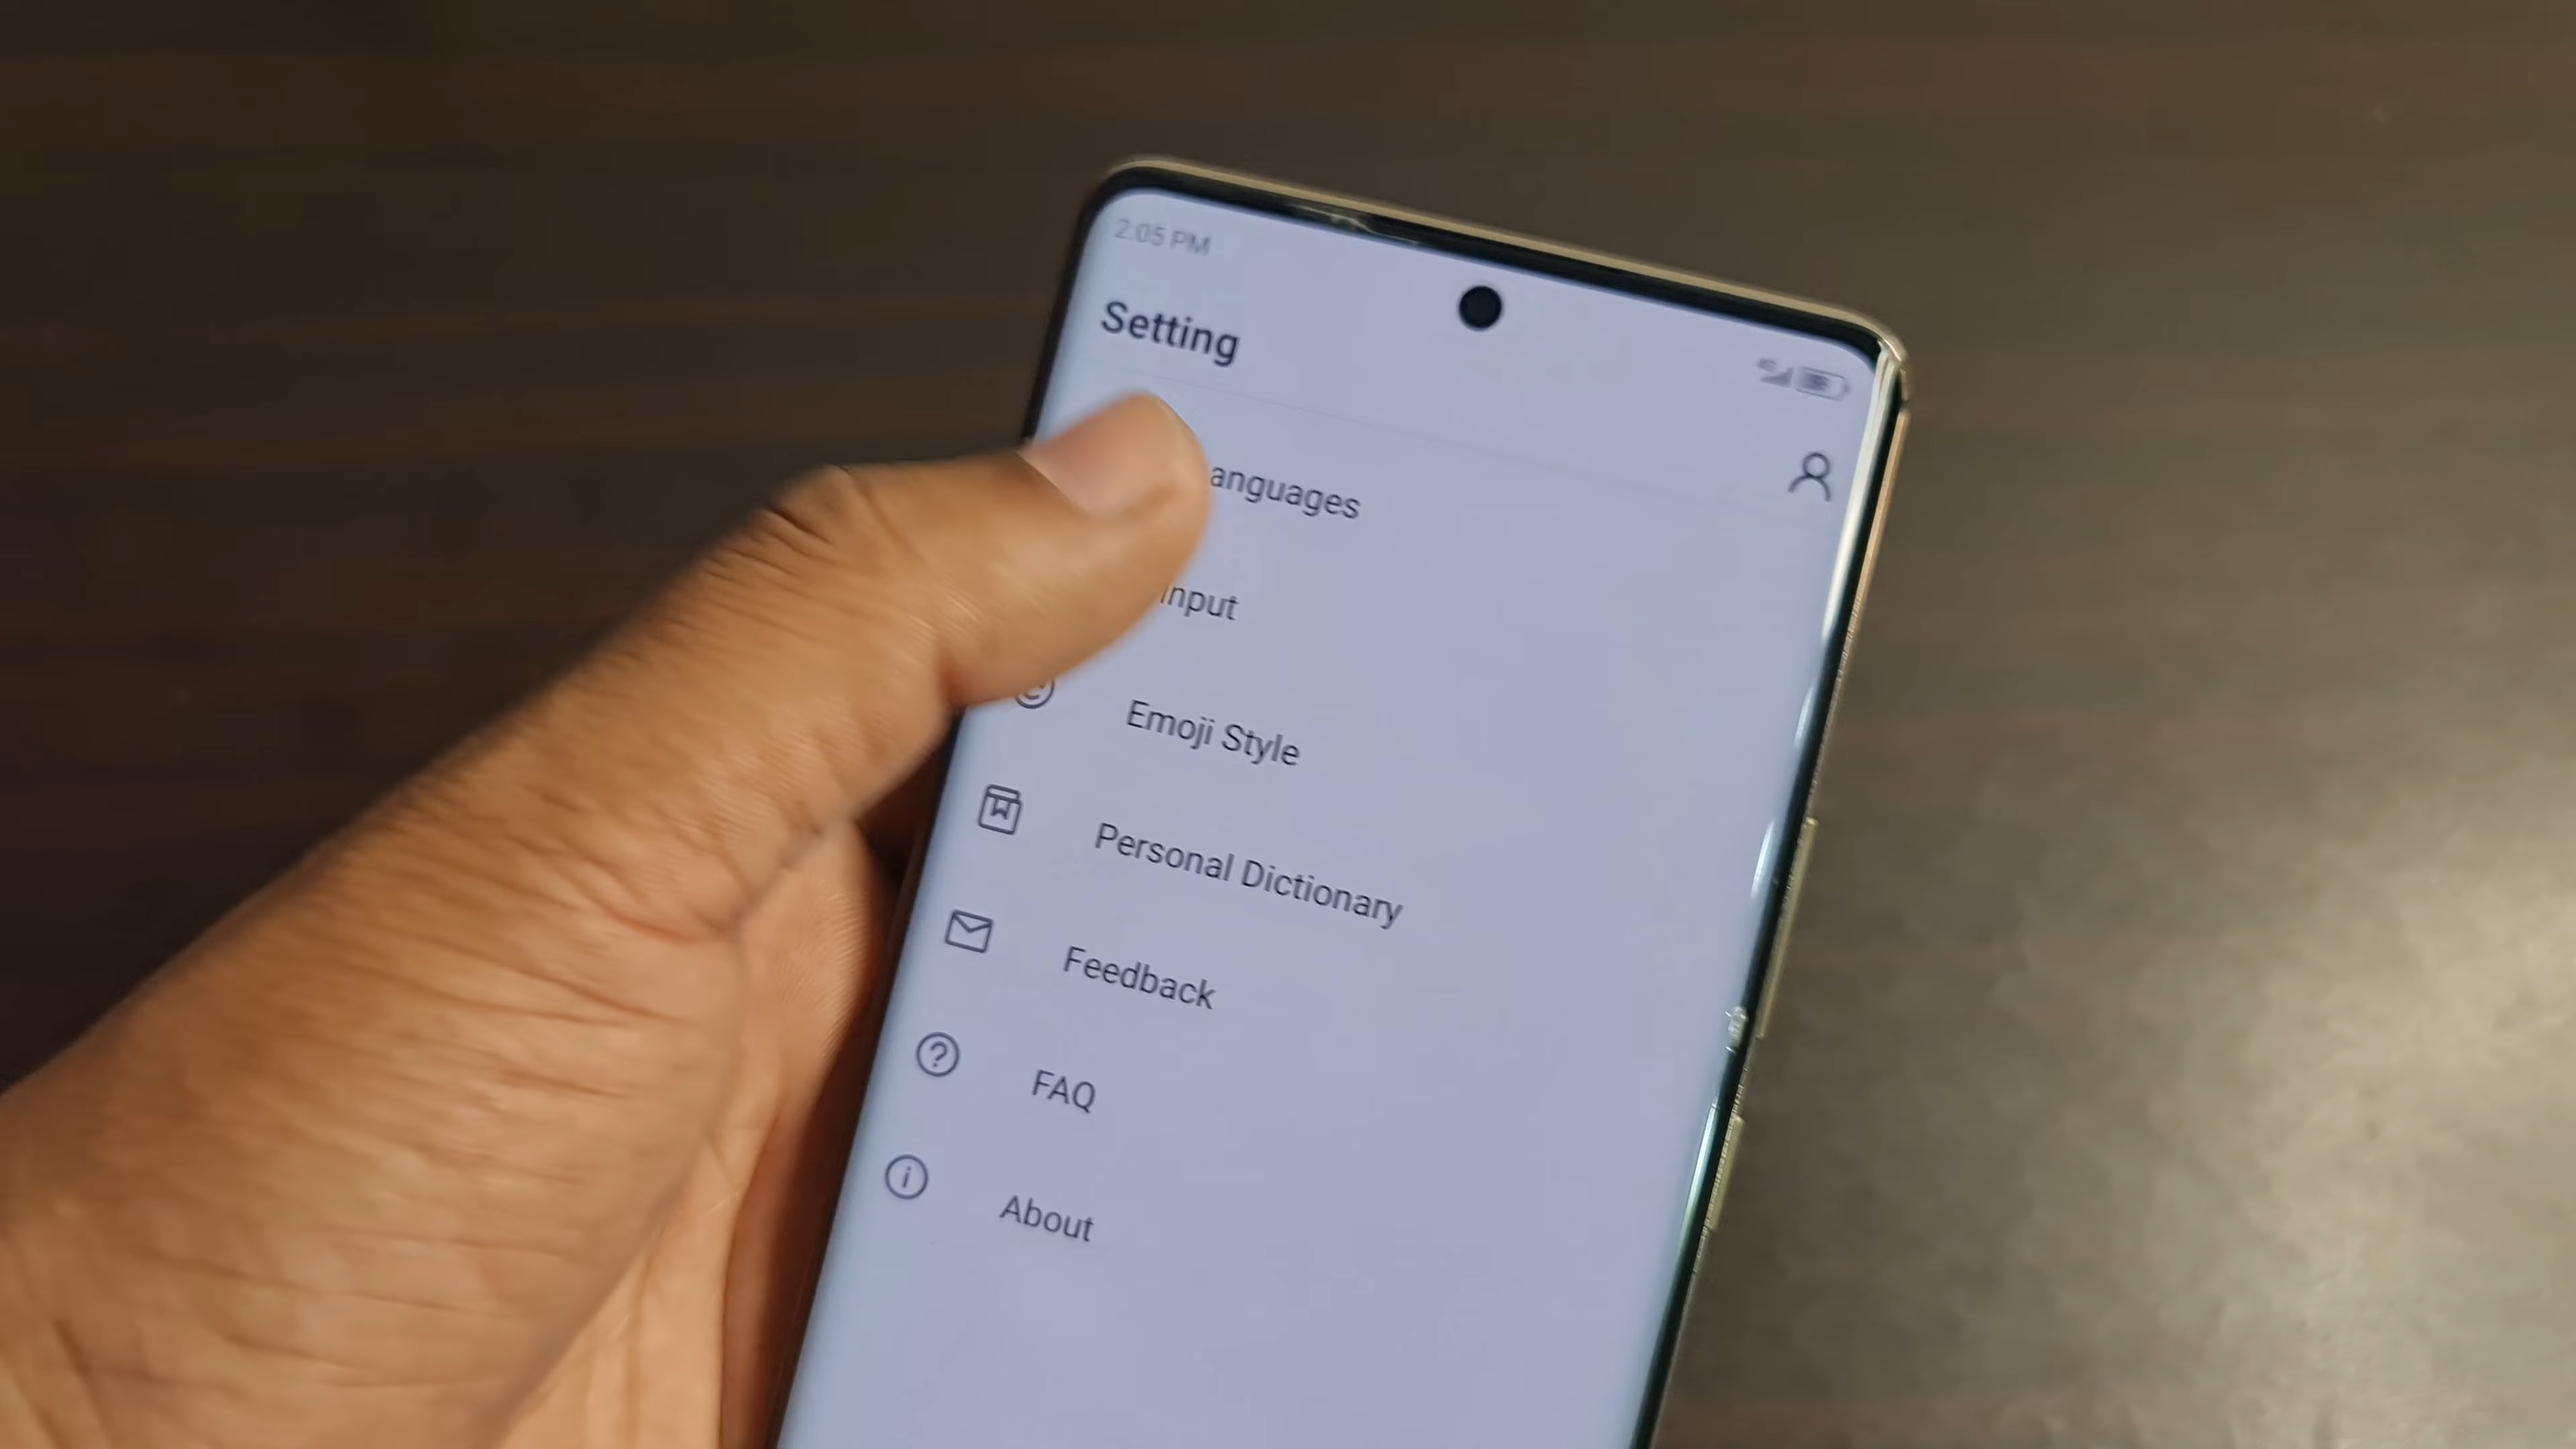 2:05 PM
Setting
anguages
Input
Emoji Style
Personal Dictionary
Feedback
FAQ
About